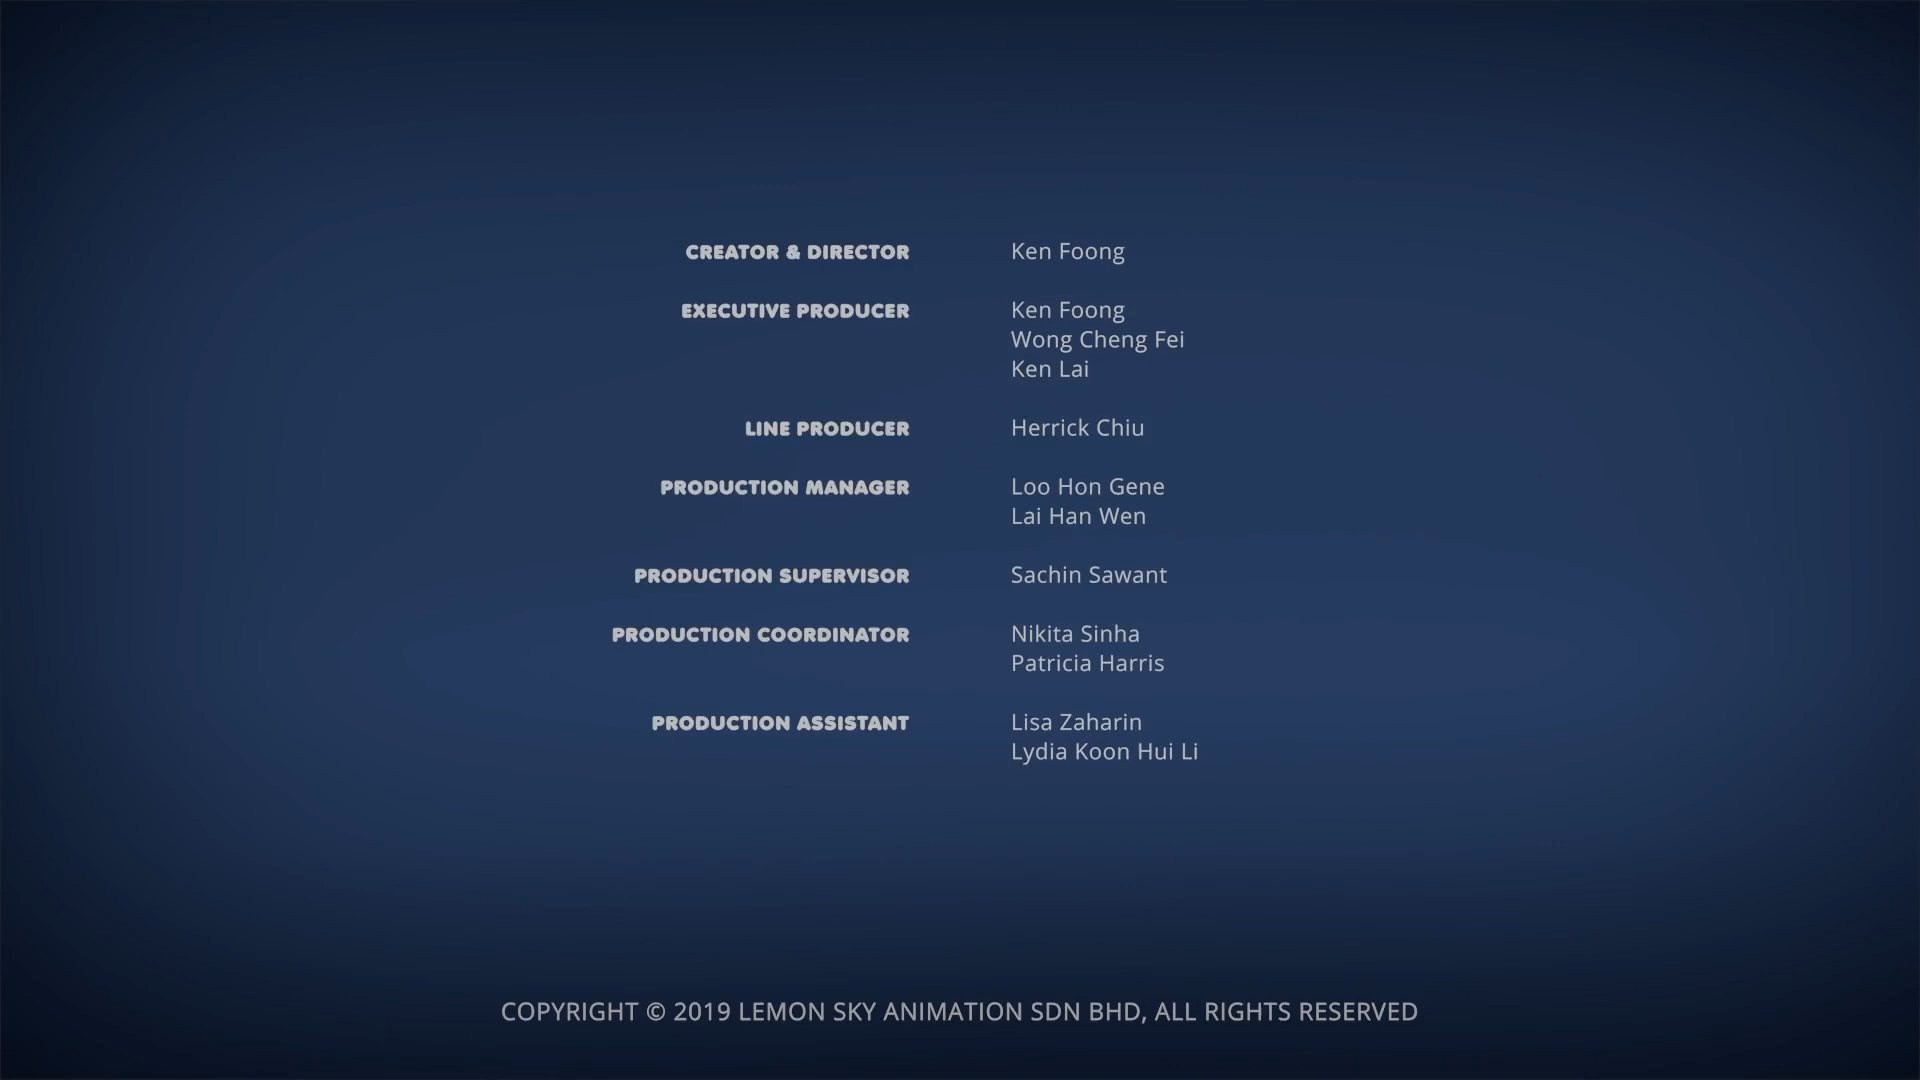 CREATOR & DIRECTOR Ken Foong
EXECUTIVE PRODUCER Ken Foong
Wong Cheng Fei
Ken Lai
LINE PRODUCER Herrick Chiu
PRODUCTION MANAGER Loo Hon Gene
Lai Han Wen
PRODUCTION SUPERVISOR Sachin Sawant
PRODUCTION COORDINATOR Nikita Sinha
Patricia Harris
PRODUCTION ASSISTANT Lisa Zaharin
Lydia Koon Hui Li
COPYRIGHT © 2019 LEMON SKY ANIMATION SDN BHD, ALL RIGHTS RESERVED